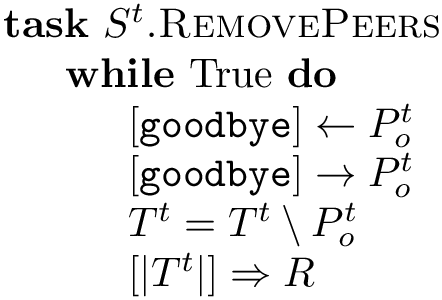 task S^t.REMOVEPEERS
while True do
[goodbye] ← P_o^t
[goodbye] → P_o^t
T^t = T^t \ P_o^t
[|T^t|] ⇒ R